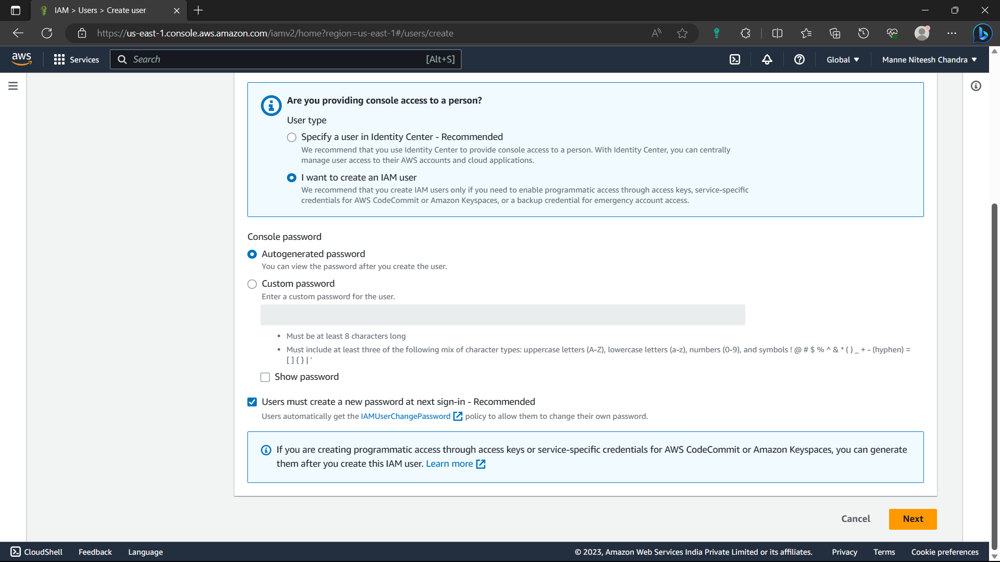 IAM > Users > Create user
https://us-east-1.console.aws.amazon.com/iamv2/home?region=us-east-1#/users/create
aws
Services
Search
[Alt+S]
Global
Manne Niteesh Chandra
Are you providing console access to a person?
User type
Specify a user in Identity Center - Recommended
We recommend that you use Identity Center to provide console access to a person. With Identity Center, you can centrally
manage user access to their AWS accounts and cloud applications.
I want to create an IAM user
We recommend that you create IAM users only if you need to enable programmatic access through access keys, service-specific
credentials for AWS CodeCommit or Amazon Keyspaces, or a backup credential for emergency account access.
Console password
Autogenerated password
You can view the password after you create the user.
Custom password
Enter a custom password for the user.
• Must be at least 8 characters long
• Must include at least three of the following mix of character types: uppercase letters (A-Z), lowercase letters (a-z), numbers (0-9), and symbols ! @ # $ % ^ & * ( ) _ + - (hyphen) =
[ ] { } | '
Show password
Users must create a new password at next sign-in - Recommended
Users automatically get the IAMUserChangePassword policy to allow them to change their own password.
If you are creating programmatic access through access keys or service-specific credentials for AWS CodeCommit or Amazon Keyspaces, you can generate
them after you create this IAM user. Learn more
Cancel
Next
CloudShell
Feedback
Language
© 2023, Amazon Web Services India Private Limited or its affiliates.
Privacy
Terms
Cookie preferences